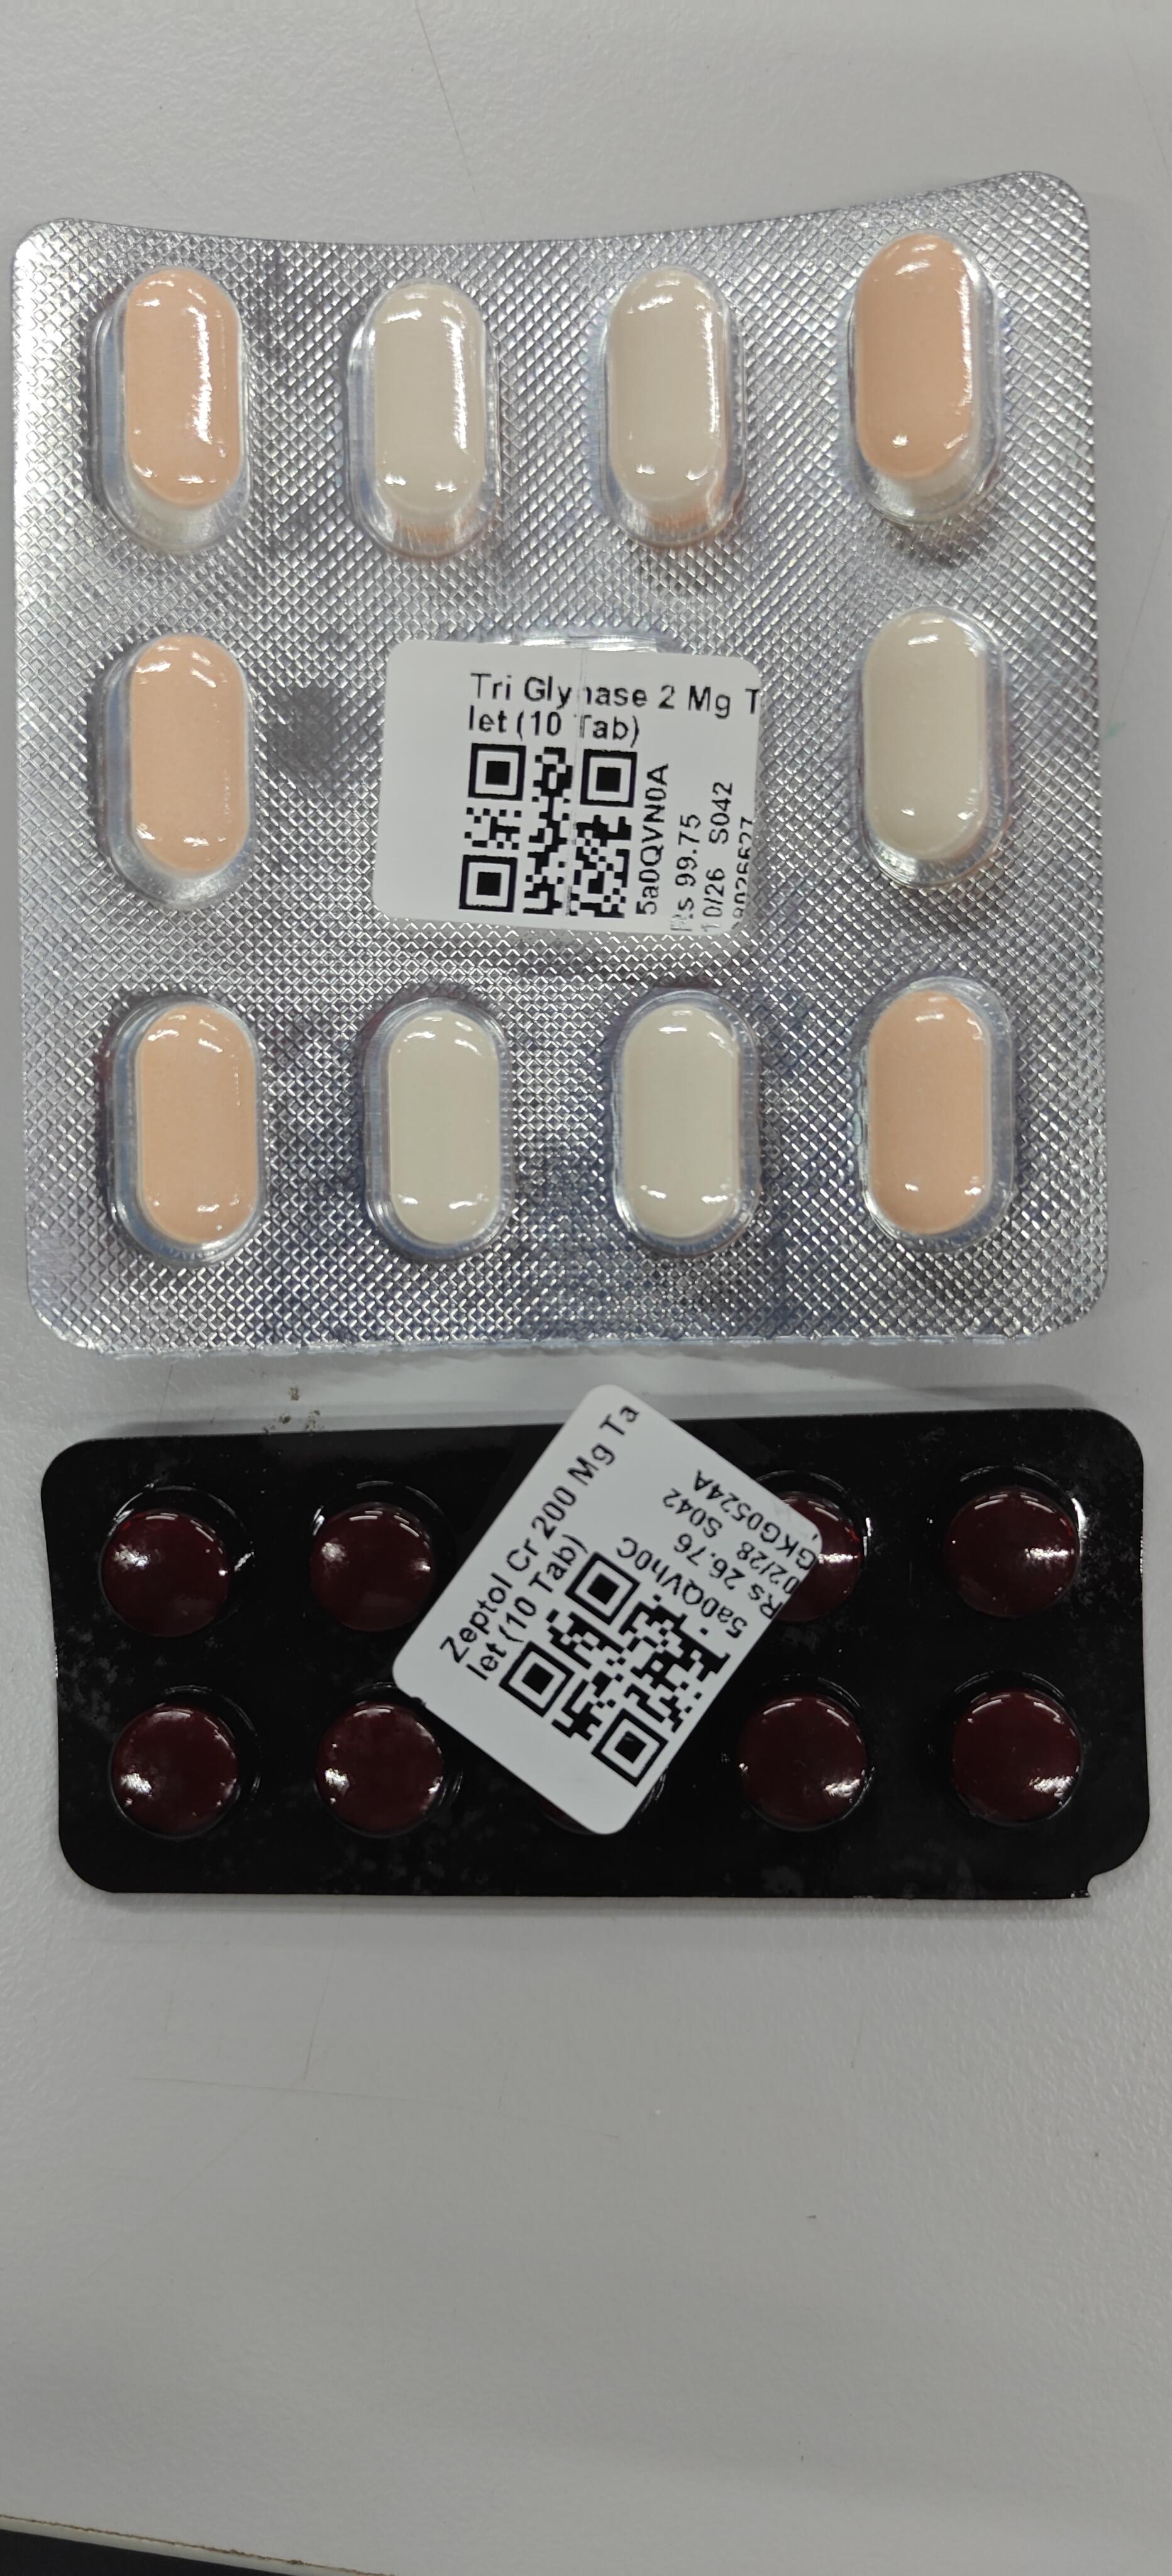 Tri Glynase 2 Mg T
let (10 Tab)
5a0QVN0A
Rs 99.75
10/26 S042
Zeptol Cr 200 Mg Ta
let (10 Tab)
5a0QVh0C
Rs 26.76
02/28 S042
GKG0524A